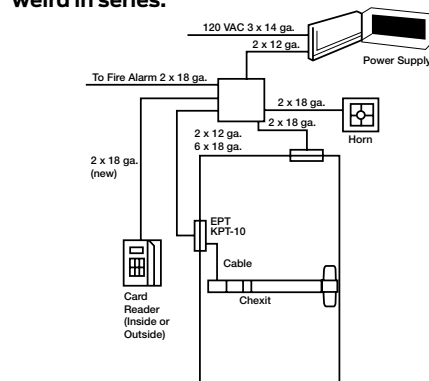 weird in series.
120 VAC 3 x 14 ga.
2 x 12 ga.
Power Supply
To Fire Alarm 2 x 18 ga.
2 x 18 ga.
2 x 18 ga.
Horn
2 x 12 ga.
6 x 18 ga.
2 x 18 ga.
(new)
EPT
KPT-10
Cable
Chexit
Card
Reader
(Inside or
Outside)